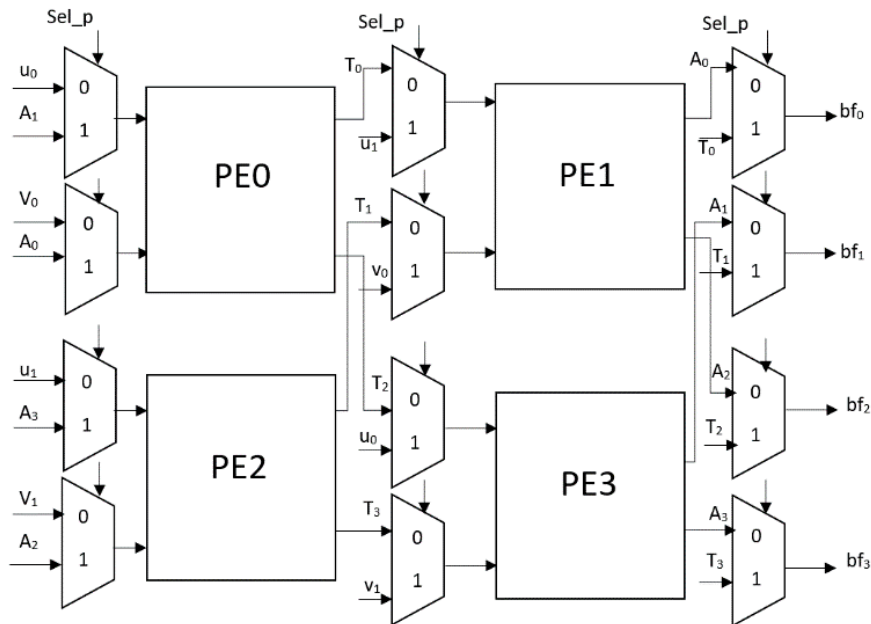 Sel_p
Sel_p
Sel_p
u₀
0
A₁
1
T₀
0
u₁
1
A₀
0
T₀
1
bf₀
PE0
PE1
V₀
0
A₀
1
T₁
0
v₀
1
A₁
0
T₁
1
bf₁
u₁
0
A₃
1
T₂
0
u₀
1
A₂
0
T₂
1
bf₂
PE2
PE3
V₁
0
A₂
1
T₃
0
v₁
1
A₃
0
T₃
1
bf₃